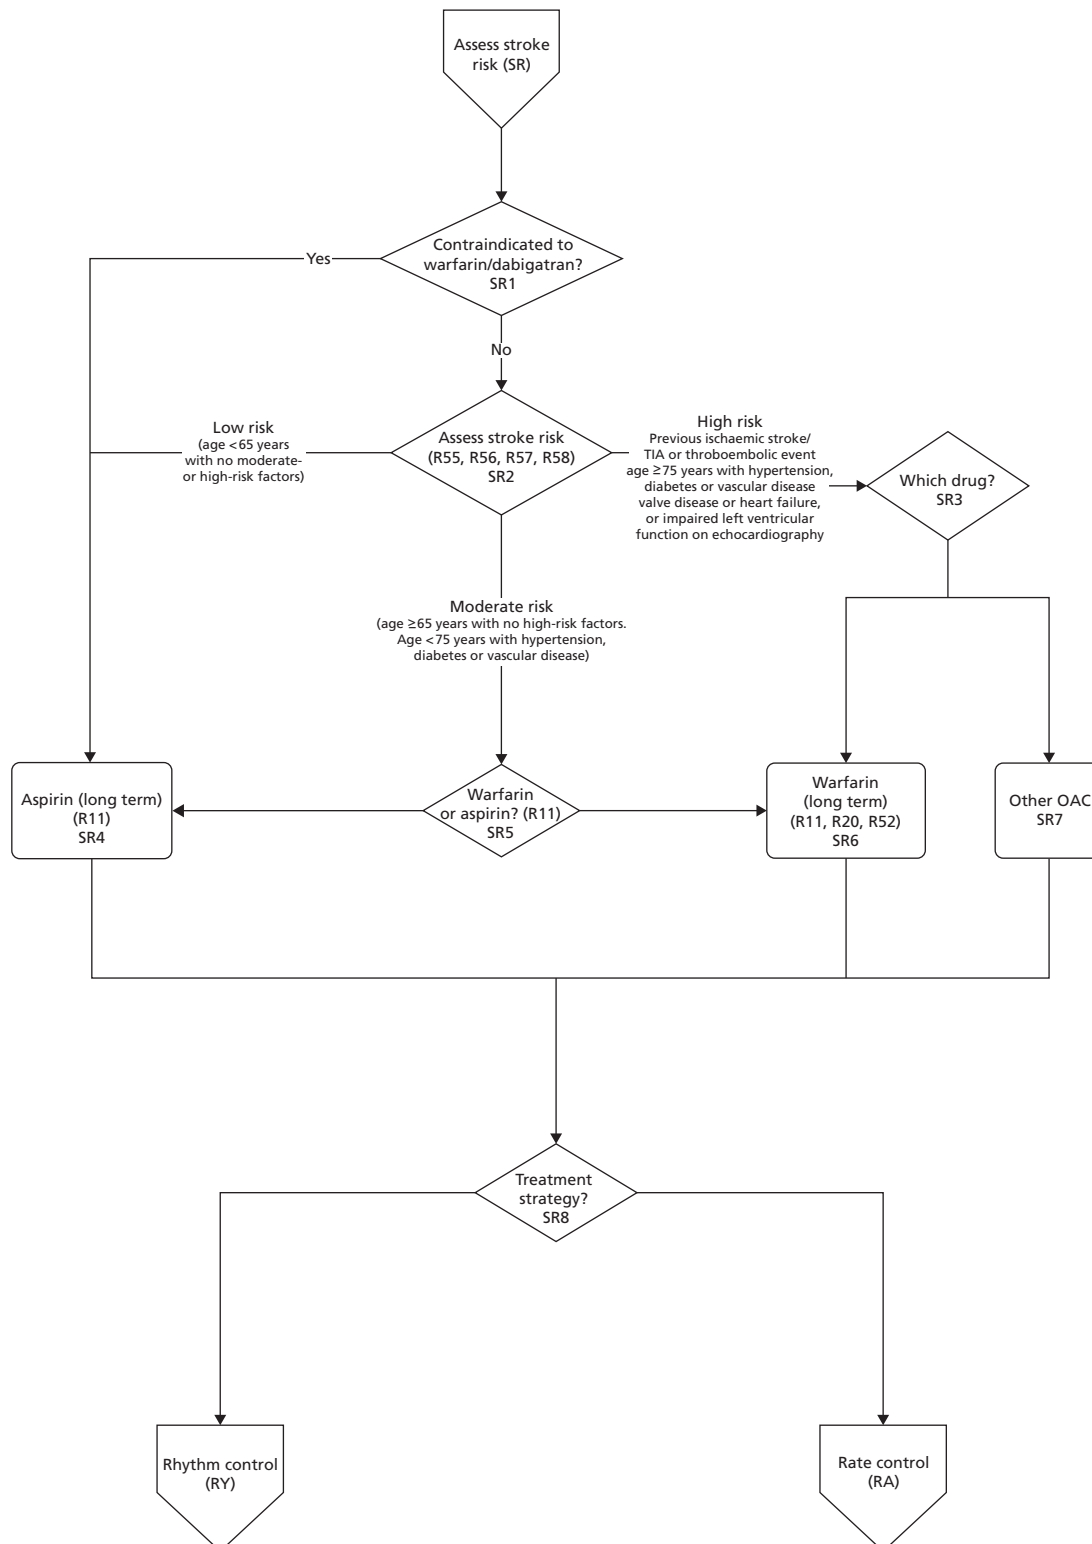 Assess stroke
risk (SR)
Contraindicated to
warfarin/dabigatran?
SR1
Yes
No
Low risk
(age <65 years
with no moderate-
or high-risk factors)
Assess stroke risk
(R55, R56, R57, R58)
SR2
High risk
Previous ischaemic stroke/
TIA or throboembolic event
age ≥75 years with hypertension,
diabetes or vascular disease
valve disease or heart failure,
or impaired left ventricular
function on echocardiography
Which drug?
SR3
Moderate risk
(age ≥65 years with no high-risk factors.
Age <75 years with hypertension,
diabetes or vascular disease)
Aspirin (long term)
(R11)
SR4
Warfarin
or aspirin? (R11)
SR5
Warfarin
(long term)
(R11, R20, R52)
SR6
Other OAC
SR7
Treatment
strategy?
SR8
Rhythm control
(RY)
Rate control
(RA)